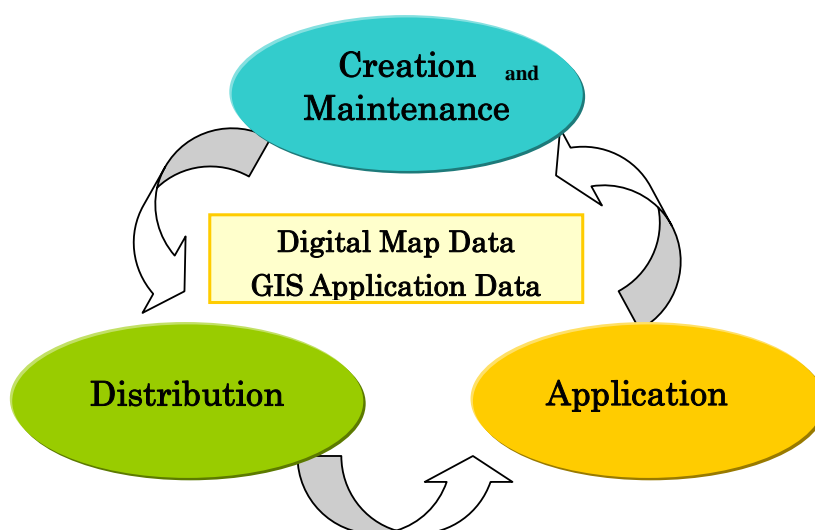 Creation and
Maintenance
Digital Map Data
GIS Application Data
Distribution
Application